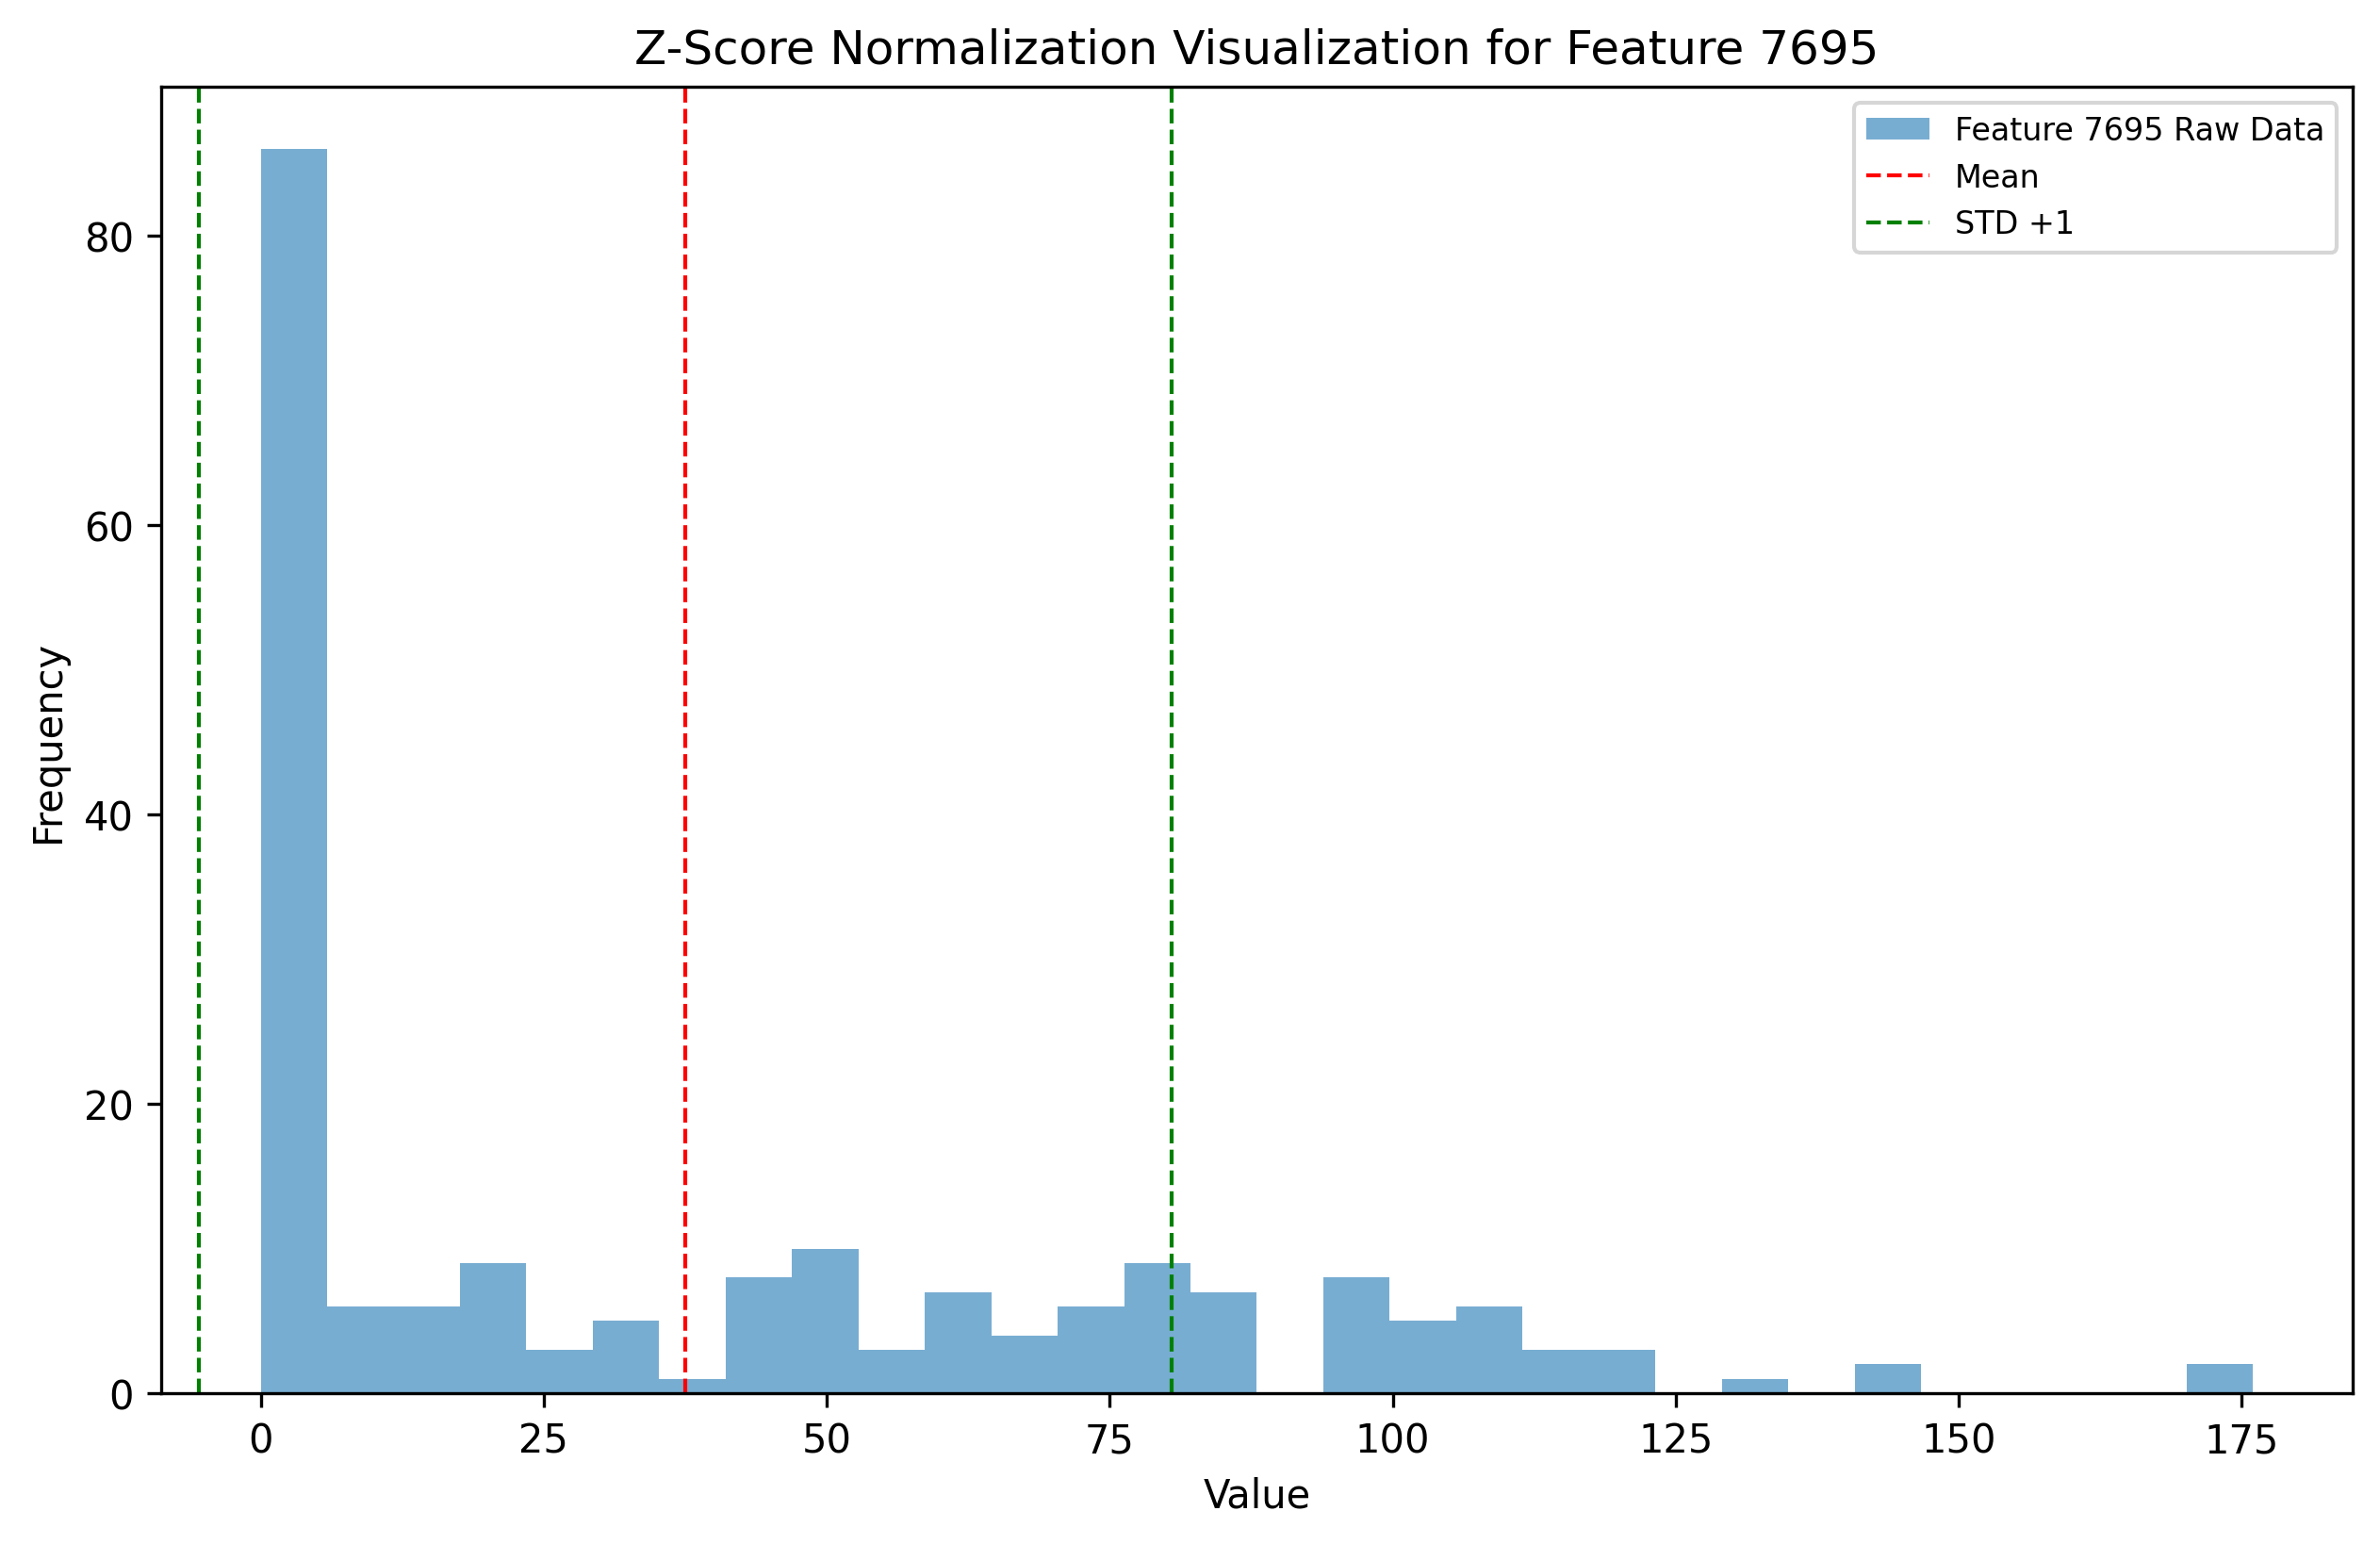 Z-Score Normalization Visualization for Feature 7695
Feature 7695 Raw Data
Mean
STD +1
80
60
40
20
0
Frequency
0 25 50 75 100 125 150 175
Value